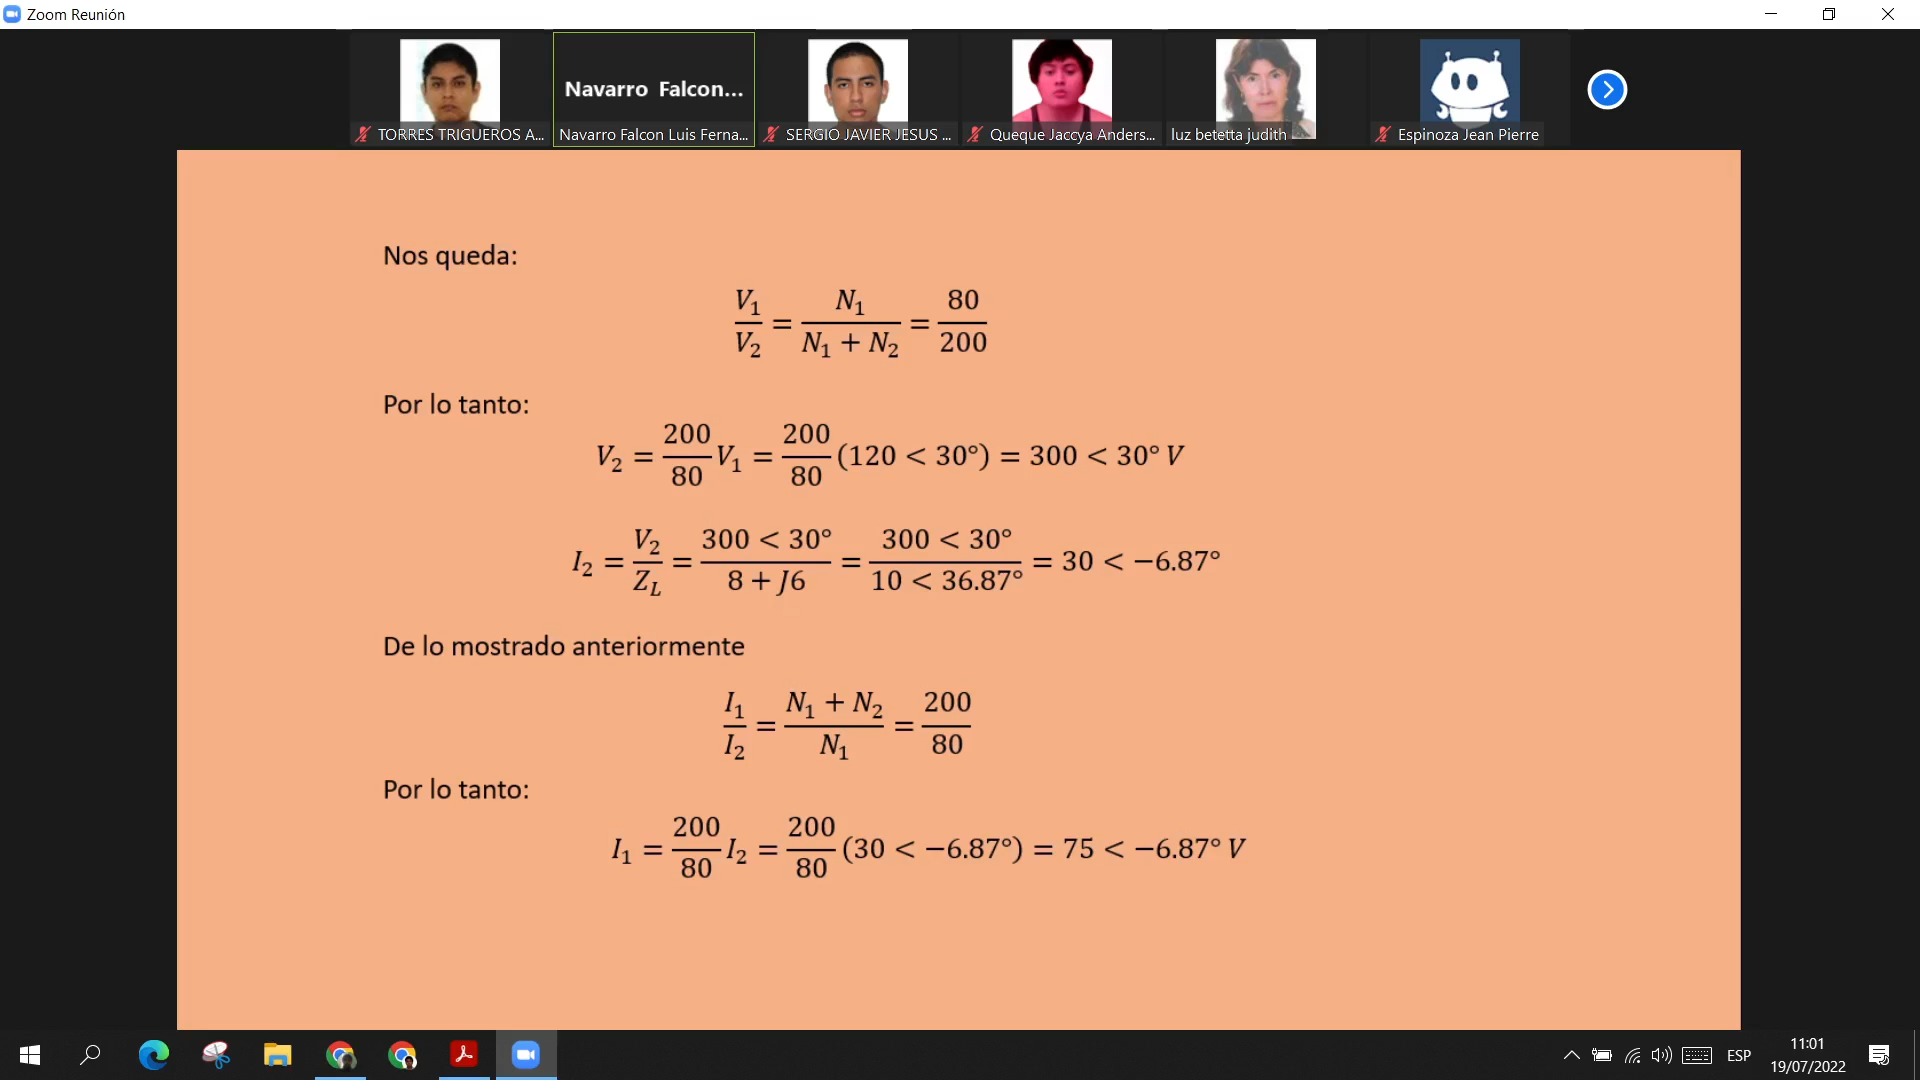 Zoom Reunión
Navarro Falcon...
TORRES TRIGUEROS A...
Navarro Falcon Luis Ferna...
SERGIO JAVIER JESUS ...
Queque Jaccya Anders...
luz betetta judith
Espinoza Jean Pierre
Nos queda:
V₁/V₂ = N₁/(N₁ + N₂) = 80/200
Por lo tanto:
V₂ = 200/80 V₁ = 200/80 (120 < 30°) = 300 < 30° V
I₂ = V₂/Z_L = (300 < 30°)/(8 + J6) = (300 < 30°)/(10 < 36.87°) = 30 < −6.87°
De lo mostrado anteriormente
I₁/I₂ = (N₁ + N₂)/N₁ = 200/80
Por lo tanto:
I₁ = 200/80 I₂ = 200/80 (30 < −6.87°) = 75 < −6.87° V
ESP
11:01
19/07/2022